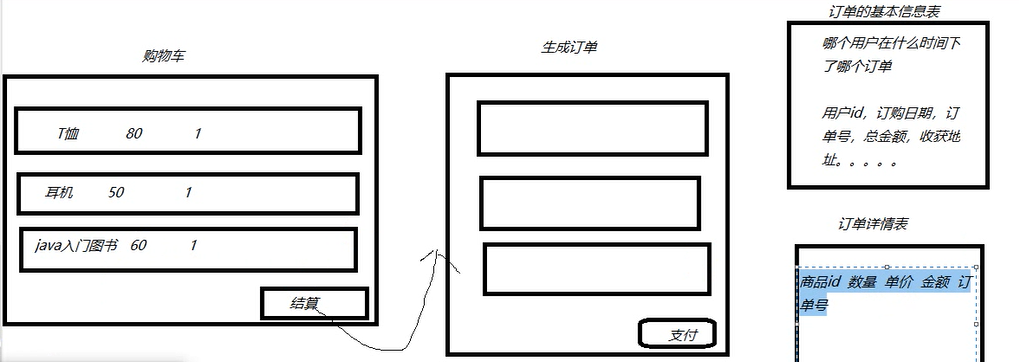 购物车
T恤 80 1
耳机 50 1
java入门图书 60 1
结算
生成订单
支付
订单的基本信息表
哪个用户在什么时间下
了哪个订单
用户id，订购日期，订
单号，总金额，收获地
址。。。。。
订单详情表
商品id 数量 单价 金额 订
单号